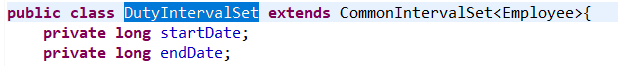 public class DutyIntervalSet extends CommonIntervalSet<Employee>{
private long startDate;
private long endDate;